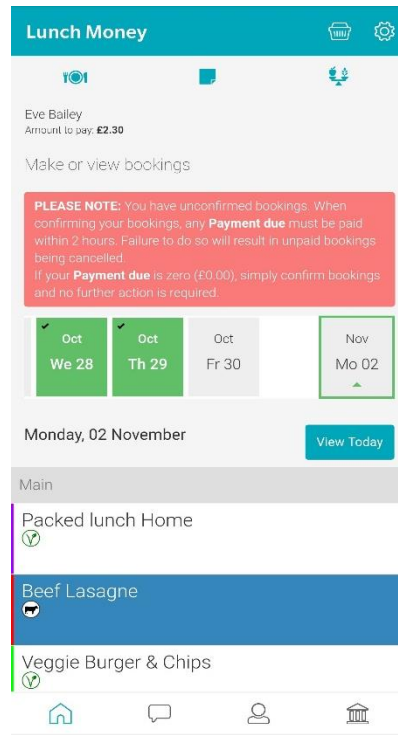 Lunch Money
Eve Bailey
Amount to pay: £2.30
Make or view bookings
PLEASE NOTE: You have unconfirmed bookings. When
confirming your bookings, any Payment due must be paid
within 2 hours. Failure to do so will result in unpaid bookings
being cancelled.
If your Payment due is zero (£0.00), simply confirm bookings
and no further action is required.
Oct Oct Oct Nov
We 28 Th 29 Fr 30 Mo 02
Monday, 02 November
View Today
Main
Packed lunch Home
V
Beef Lasagne
Veggie Burger & Chips
V